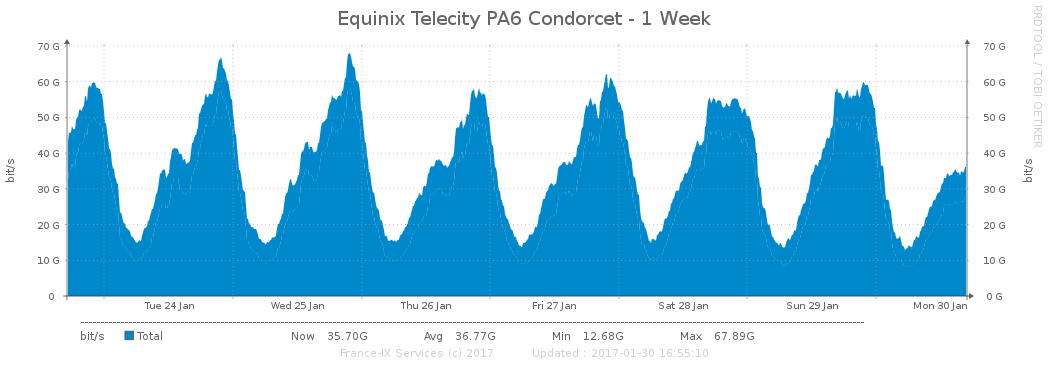 Equinix Telecity PA6 Condorcet - 1 Week
RRDTOOL / TOBI OETIKER
70 G 70 G
60 G 60 G
50 G 50 G
40 G 40 G
30 G 30 G
20 G 20 G
10 G 10 G
0 0 G
bit/s bit/s
Tue 24 Jan Wed 25 Jan Thu 26 Jan Fri 27 Jan Sat 28 Jan Sun 29 Jan Mon 30 Jan
bit/s Total Now 35.70G Avg 36.77G Min 12.68G Max 67.89G
France-IX Services (c) 2017 Updated : 2017-01-30 16:55:10